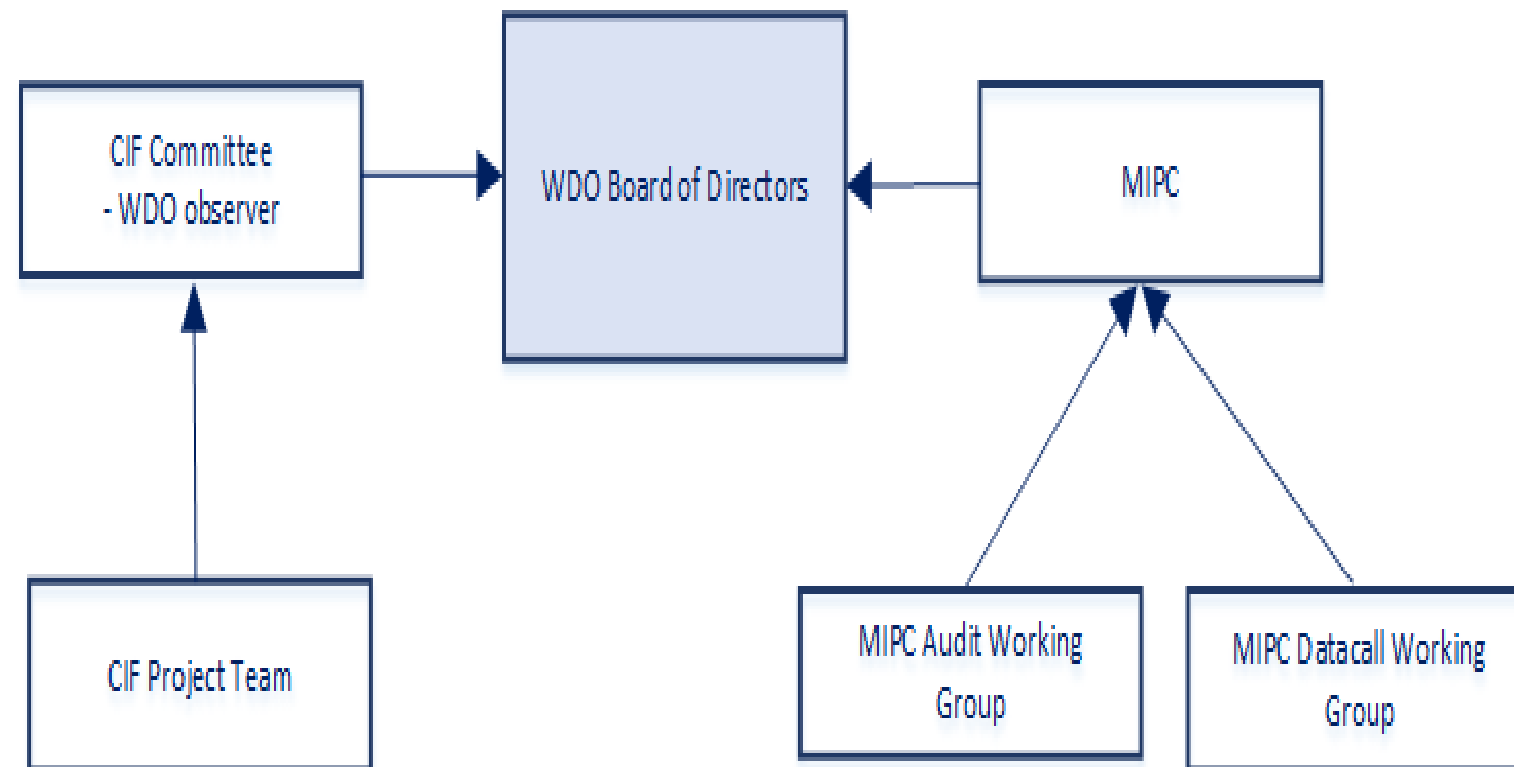 CIF Committee
- WDO observer
WDO Board of Directors
MIPC
CIF Project Team
MIPC Audit Working
Group
MIPC Datacall Working
Group